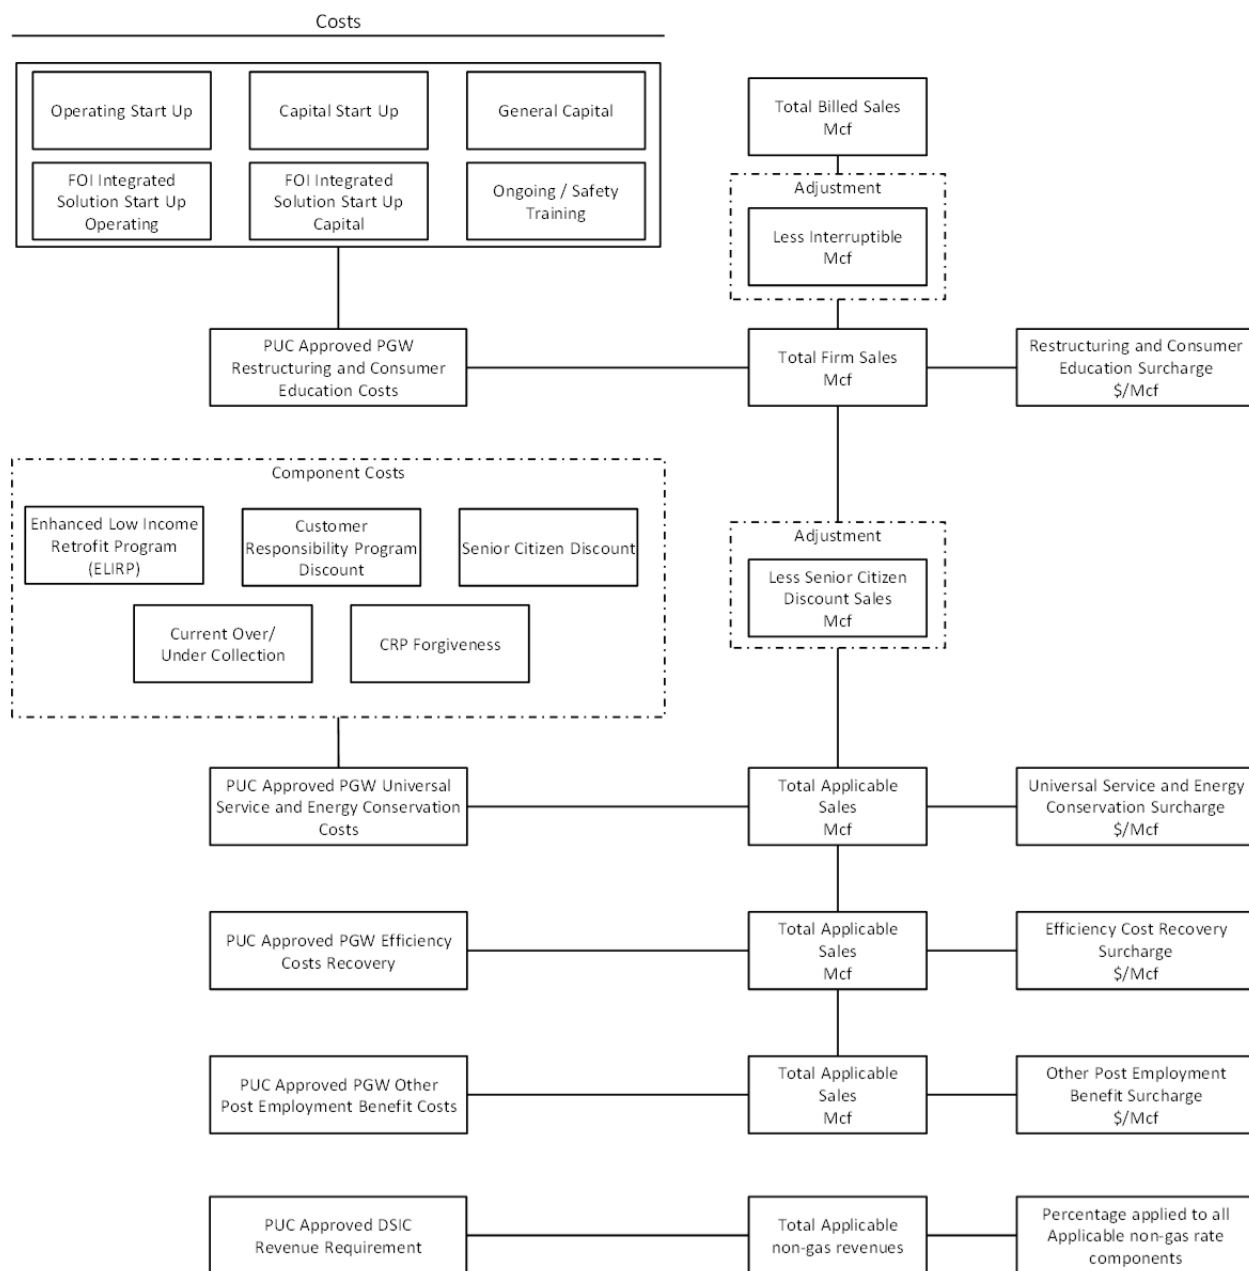 Costs
Operating Start Up
Capital Start Up
General Capital
FOI Integrated
Solution Start Up
Operating
FOI Integrated
Solution Start Up
Capital
Ongoing / Safety
Training
Total Billed Sales
Mcf
Adjustment
Less Interruptible
Mcf
PUC Approved PGW
Restructuring and Consumer
Education Costs
Total Firm Sales
Mcf
Restructuring and Consumer
Education Surcharge
$/Mcf
Component Costs
Enhanced Low Income
Retrofit Program
(ELIRP)
Customer
Responsibility Program
Discount
Senior Citizen Discount
Current Over/
Under Collection
CRP Forgiveness
Adjustment
Less Senior Citizen
Discount Sales
Mcf
PUC Approved PGW Universal
Service and Energy Conservation
Costs
Total Applicable
Sales
Mcf
Universal Service and Energy
Conservation Surcharge
$/Mcf
PUC Approved PGW Efficiency
Costs Recovery
Total Applicable
Sales
Mcf
Efficiency Cost Recovery
Surcharge
$/Mcf
PUC Approved PGW Other
Post Employment Benefit Costs
Total Applicable
Sales
Mcf
Other Post Employment
Benefit Surcharge
$/Mcf
PUC Approved DSIC
Revenue Requirement
Total Applicable
non-gas revenues
Percentage applied to all
Applicable non-gas rate
components